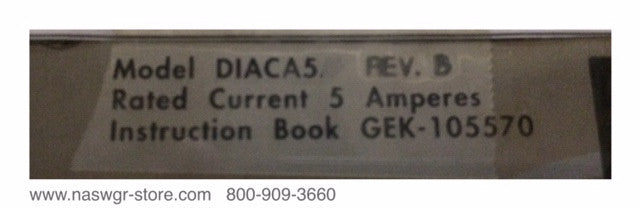 Model DIACA5. REV. B
Rated Current 5 Amperes
Instruction Book GEK-105570
www.naswgr-store.com 800-909-3660